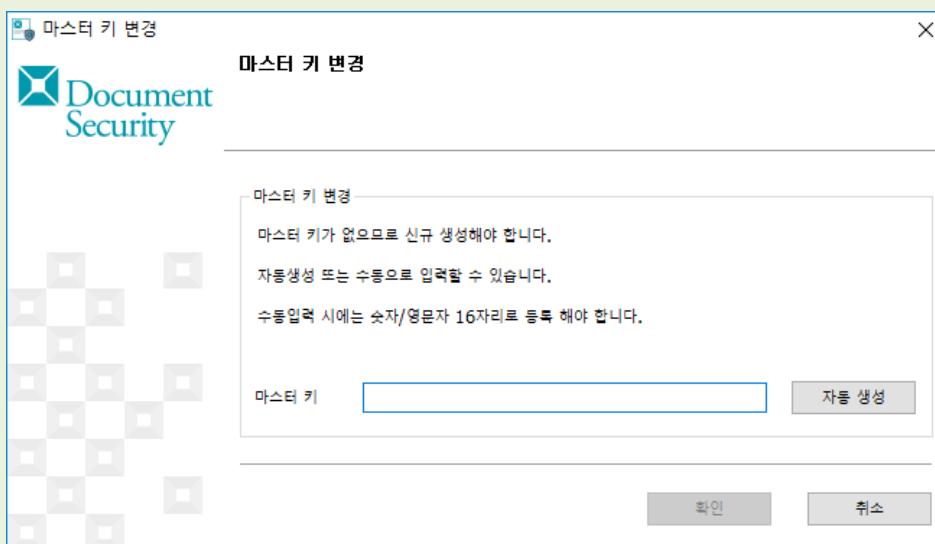 마스터 키 변경
Document
Security
마스터 키 변경
마스터 키 변경
마스터 키가 없으므로 신규 생성해야 합니다.
자동생성 또는 수동으로 입력할 수 있습니다.
수동입력 시에는 숫자/영문자 16자리로 등록 해야 합니다.
마스터 키
자동 생성
확인
취소